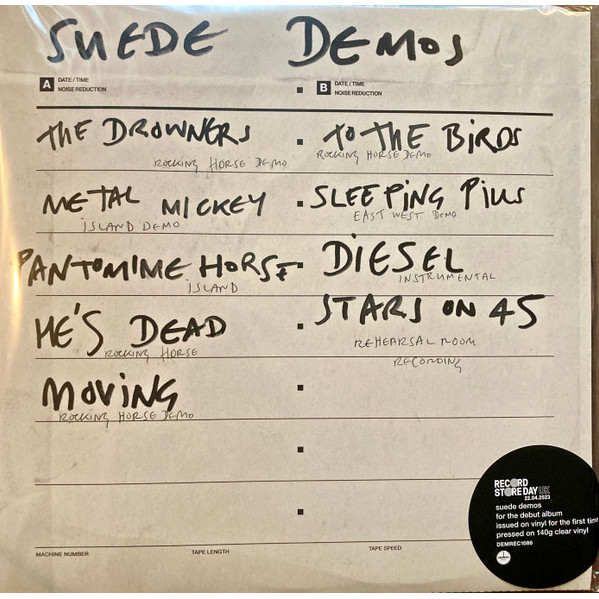 SUEDE DEMOS
A DATE / TIME
NOISE REDUCTION
B DATE / TIME
NOISE REDUCTION
THE DROWNERS
ROCKING HORSE DEMO
METAL MICKEY
ISLAND DEMO
PANTOMIME HORSE
ISLAND
HE'S DEAD
ROCKING HORSE
MOVING
ROCKING HORSE DEMO
TO THE BIRDS
ROCKING HORSE DEMO
SLEEPING PILLS
EAST WEST DEMO
DIESEL
INSTRUMENTAL
STARS ON 45
REHEARSAL ROOM
RECORDING
MACHINE NUMBER
TAPE LENGTH
TAPE SPEED
RECORD
STORE DAY UK
22.04.2023
suede demos
for the debut album
issued on vinyl for the first time
pressed on 140g clear vinyl
DEMREC1086